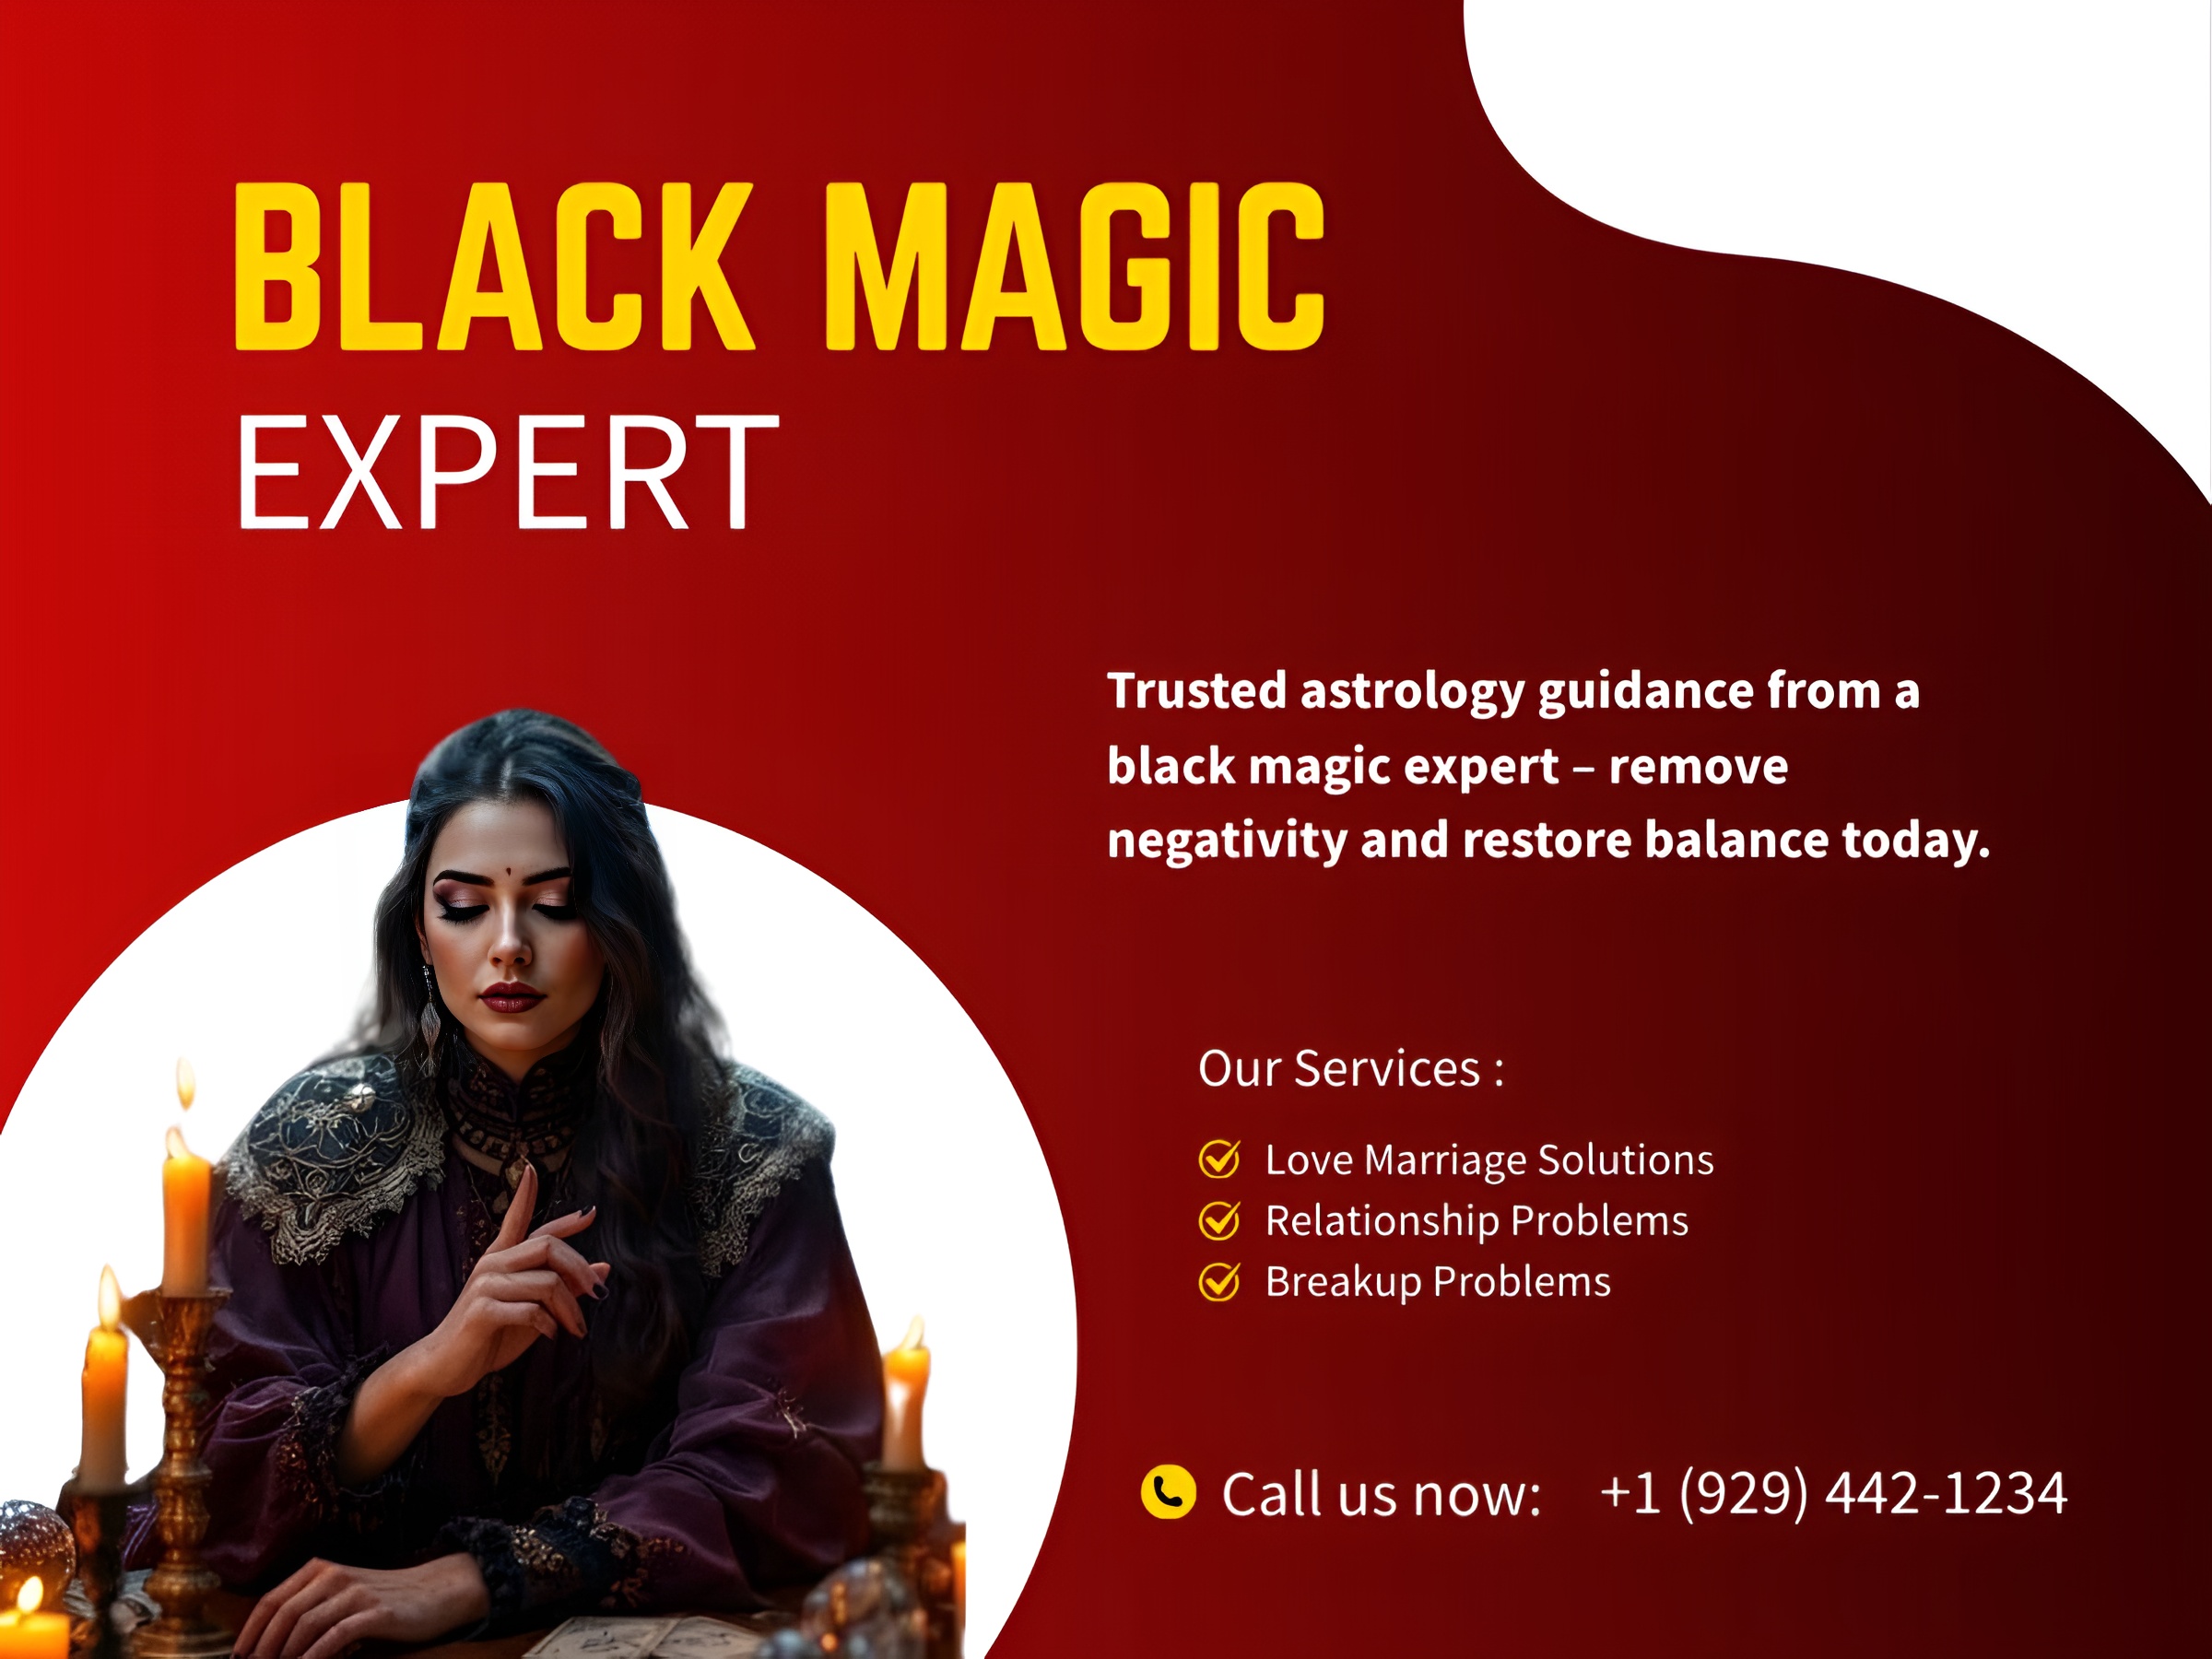 BLACK MAGIC
EXPERT
Trusted astrology guidance from a
black magic expert – remove
negativity and restore balance today.
Our Services :
Love Marriage Solutions
Relationship Problems
Breakup Problems
Call us now: +1 (929) 442-1234